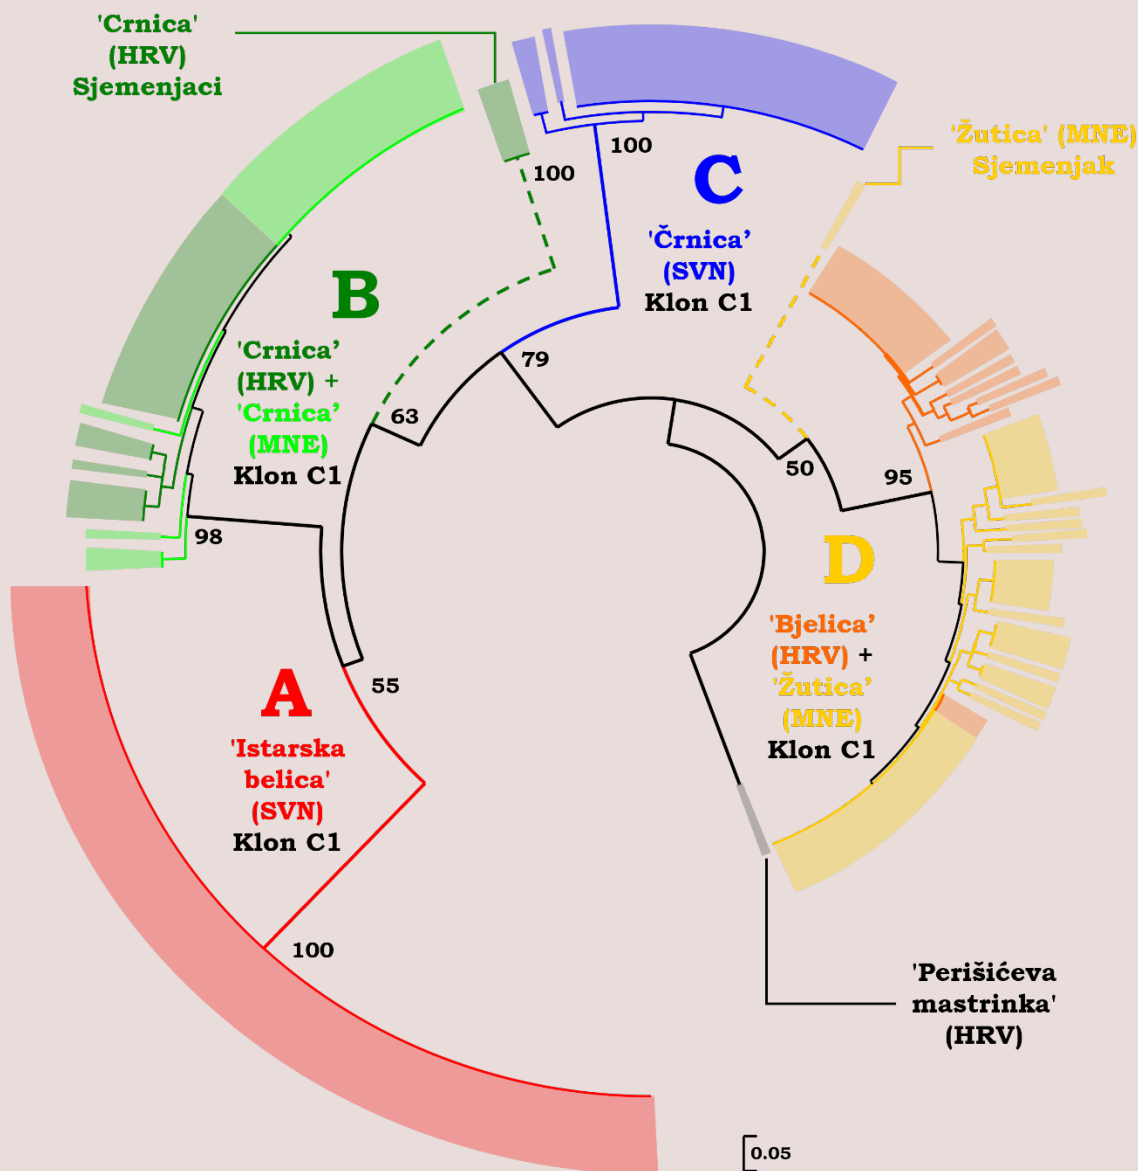 'Crnica'
(HRV)
Sjemenjaci
100
100
C
'Črnica’
(SVN)
Klon C1
'Žutica' (MNE)
Sjemenjak
B
'Crnica’
(HRV) +
'Crnica’
(MNE)
Klon C1
79
63
50
95
98
D
'Bjelica’
(HRV) +
'Žutica’
(MNE)
Klon C1
55
A
'Istarska
belica'
(SVN)
Klon C1
100
'Perišićeva
mastrinka'
(HRV)
0.05